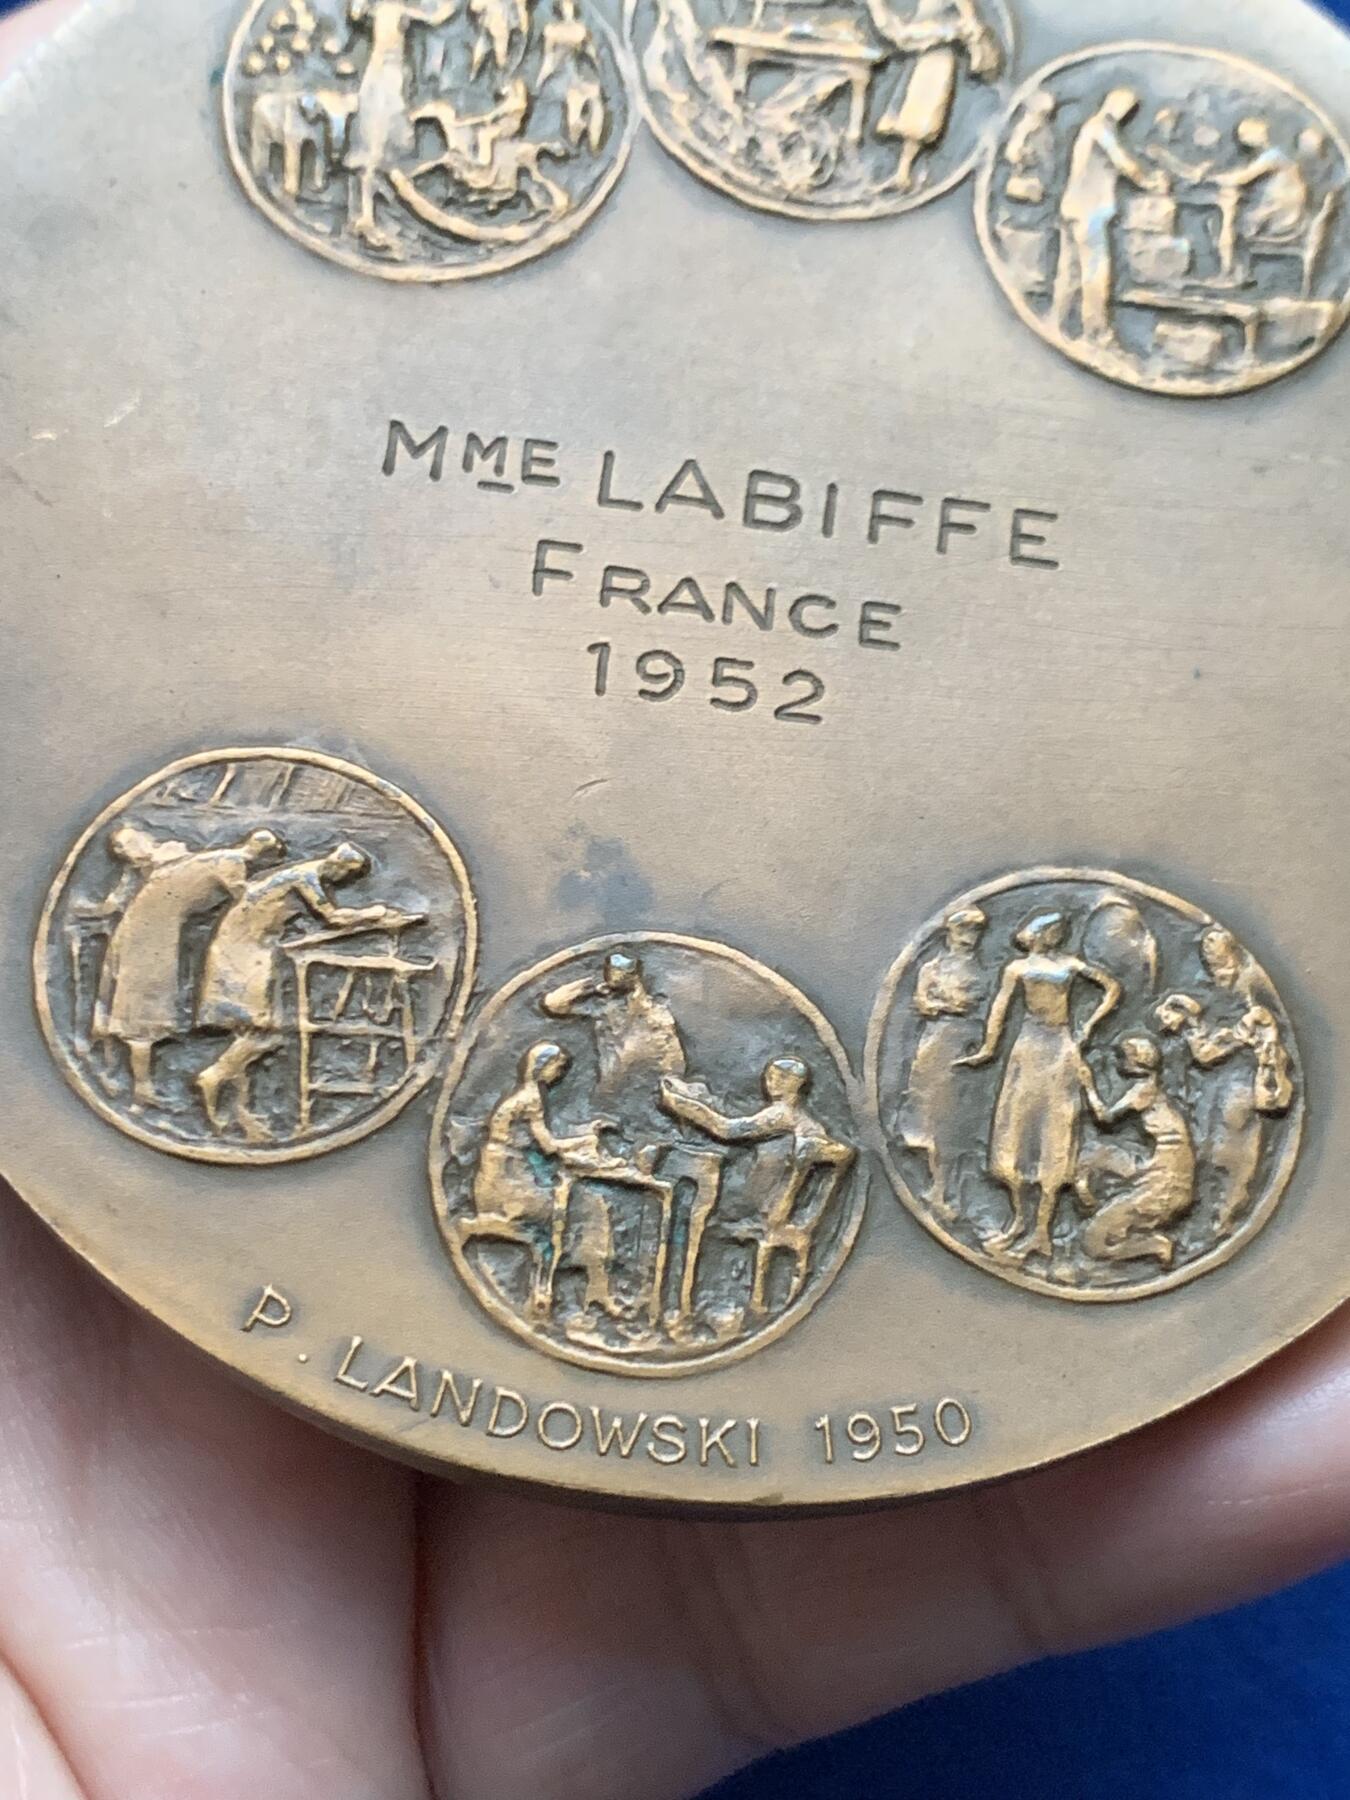 MME LABIFFE
FRANCE
1952
P. LANDOWSKI 1950